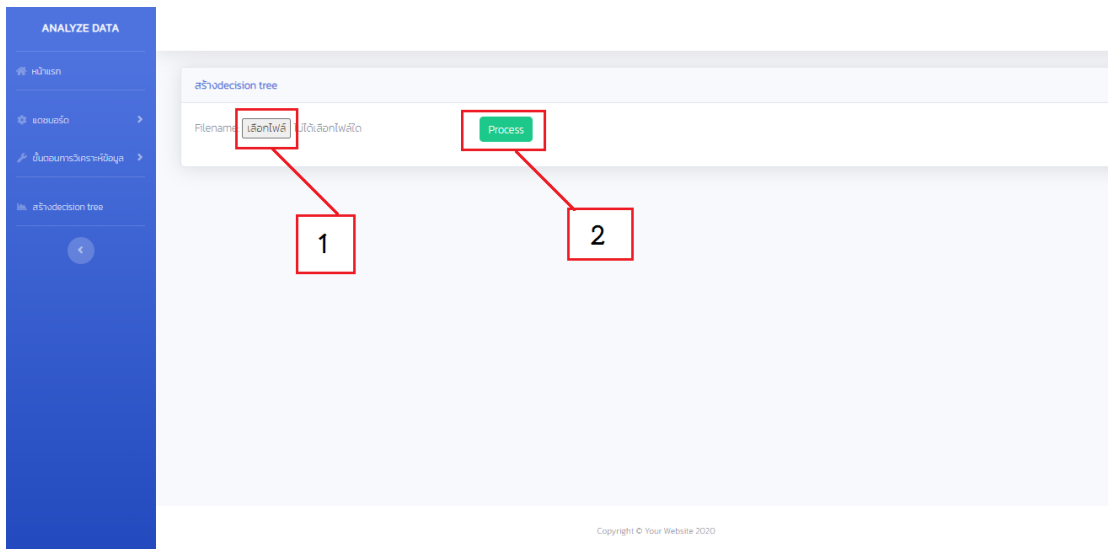 ANALYZE DATA
หน้าแรก
แดชบอร์ด
ขั้นตอนการวิเคราะห์ข้อมูล
สร้างdecision tree
สร้างdecision tree
Filename: เลือกไฟล์ ไม่ได้เลือกไฟล์ใด
Process
1
2
Copyright © Your Website 2020